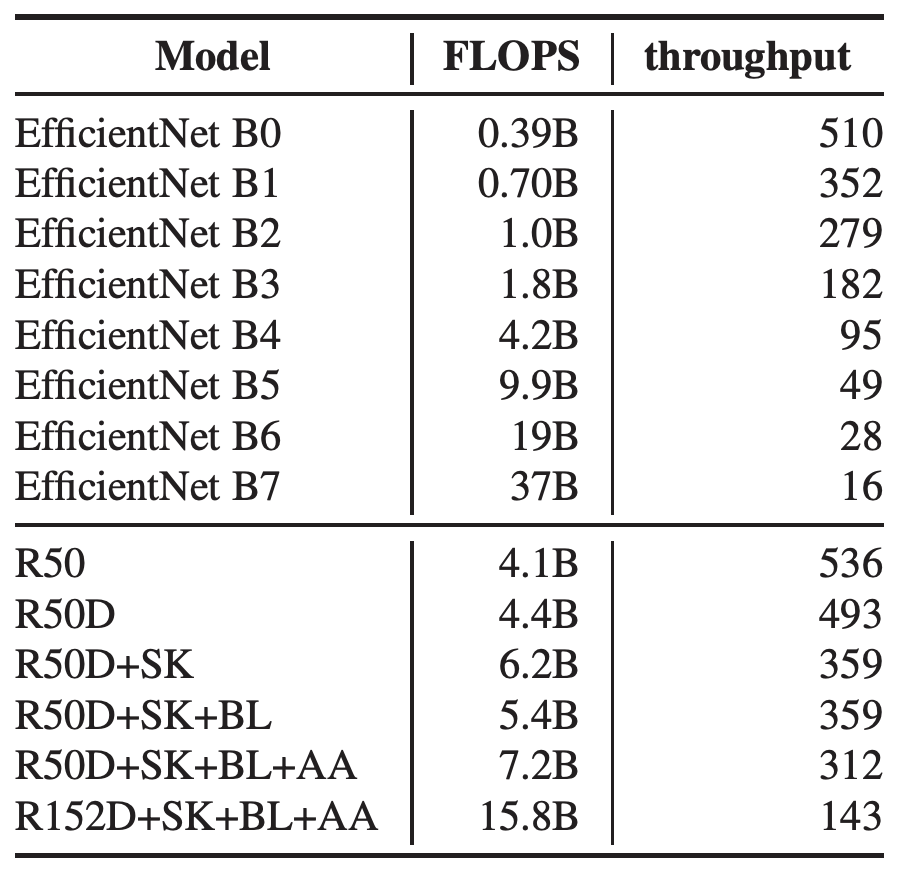 Model FLOPS throughput
EfficientNet B0 0.39B 510
EfficientNet B1 0.70B 352
EfficientNet B2 1.0B 279
EfficientNet B3 1.8B 182
EfficientNet B4 4.2B 95
EfficientNet B5 9.9B 49
EfficientNet B6 19B 28
EfficientNet B7 37B 16
R50 4.1B 536
R50D 4.4B 493
R50D+SK 6.2B 359
R50D+SK+BL 5.4B 359
R50D+SK+BL+AA 7.2B 312
R152D+SK+BL+AA 15.8B 143